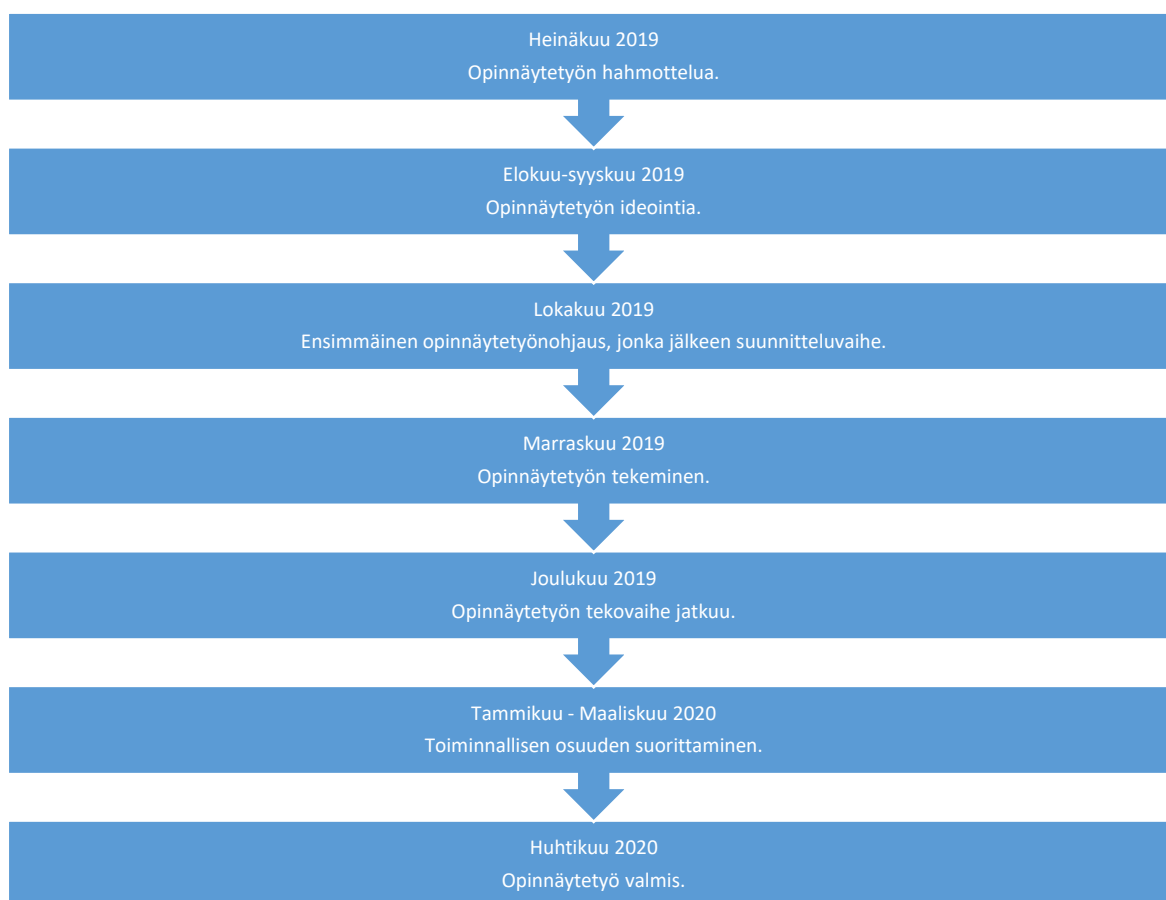 Heinäkuu 2019
Opinnäytetyön hahmottelua.
Elokuu-syyskuu 2019
Opinnäytetyön ideointia.
Lokakuu 2019
Ensimmäinen opinnäytetyönohjaus, jonka jälkeen suunnitteluvaihe.
Marraskuu 2019
Opinnäytetyön tekeminen.
Joulukuu 2019
Opinnäytetyön tekovaihe jatkuu.
Tammikuu - Maaliskuu 2020
Toiminnallisen osuuden suorittaminen.
Huhtikuu 2020
Opinnäytetyö valmis.